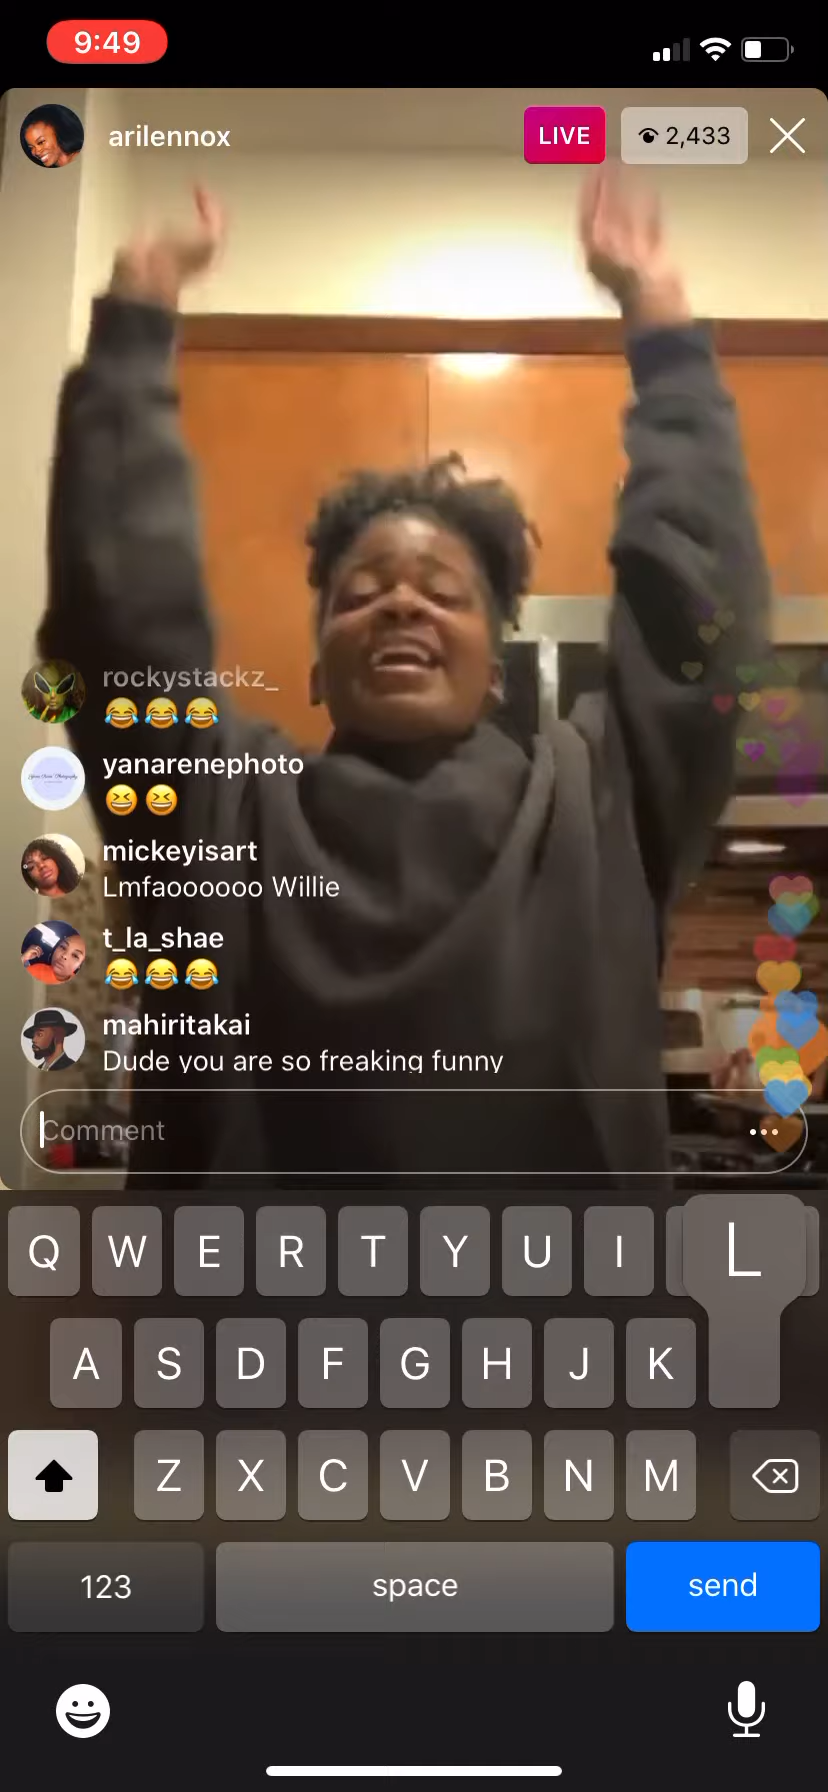 9:49
arilennox
LIVE
2,433
rockystackz_
😂😂😂
yanarenephoto
😆😆
mickeyisart
Lmfaoooooo Willie
t_la_shae
😂😂😂
mahiritakai
Dude you are so freaking funny
Comment
Q W E R T Y U I L
A S D F G H J K
Z X C V B N M
123 space send